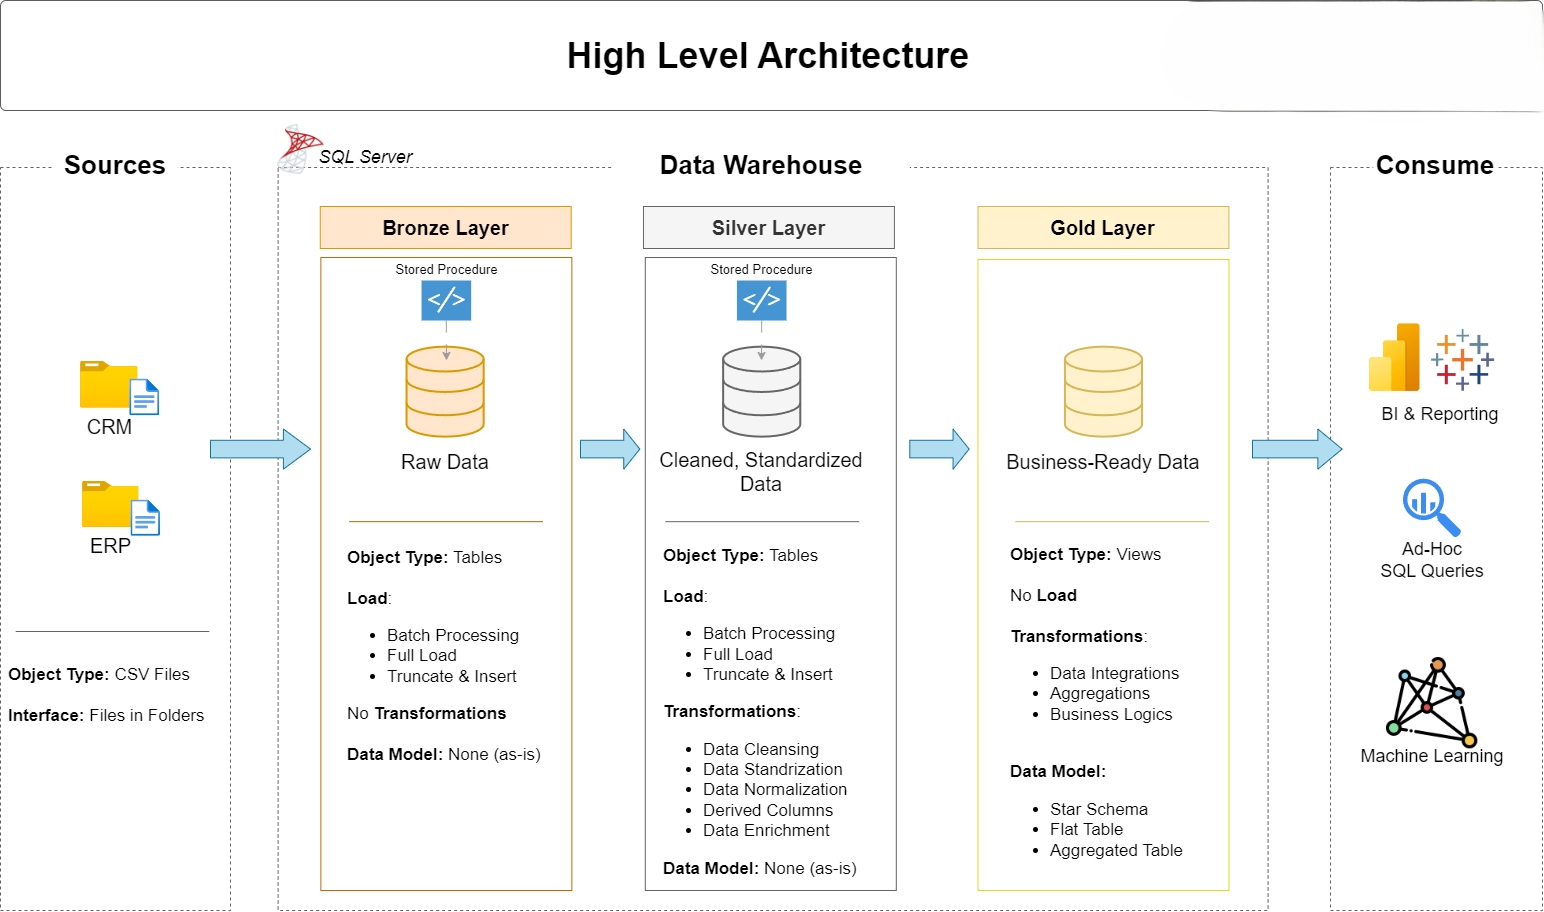 High Level Architecture
Sources
SQL Server
Data Warehouse
Consume
CRM
ERP
Object Type: CSV Files
Interface: Files in Folders
Bronze Layer
Stored Procedure
</>
Raw Data
Object Type: Tables
Load:
• Batch Processing
• Full Load
• Truncate & Insert
No Transformations
Data Model: None (as-is)
Silver Layer
Stored Procedure
</>
Cleaned, Standardized
Data
Object Type: Tables
Load:
• Batch Processing
• Full Load
• Truncate & Insert
Transformations:
• Data Cleansing
• Data Standrization
• Data Normalization
• Derived Columns
• Data Enrichment
Data Model: None (as-is)
Gold Layer
Business-Ready Data
Object Type: Views
No Load
Transformations:
• Data Integrations
• Aggregations
• Business Logics
Data Model:
• Star Schema
• Flat Table
• Aggregated Table
BI & Reporting
Ad-Hoc
SQL Queries
Machine Learning